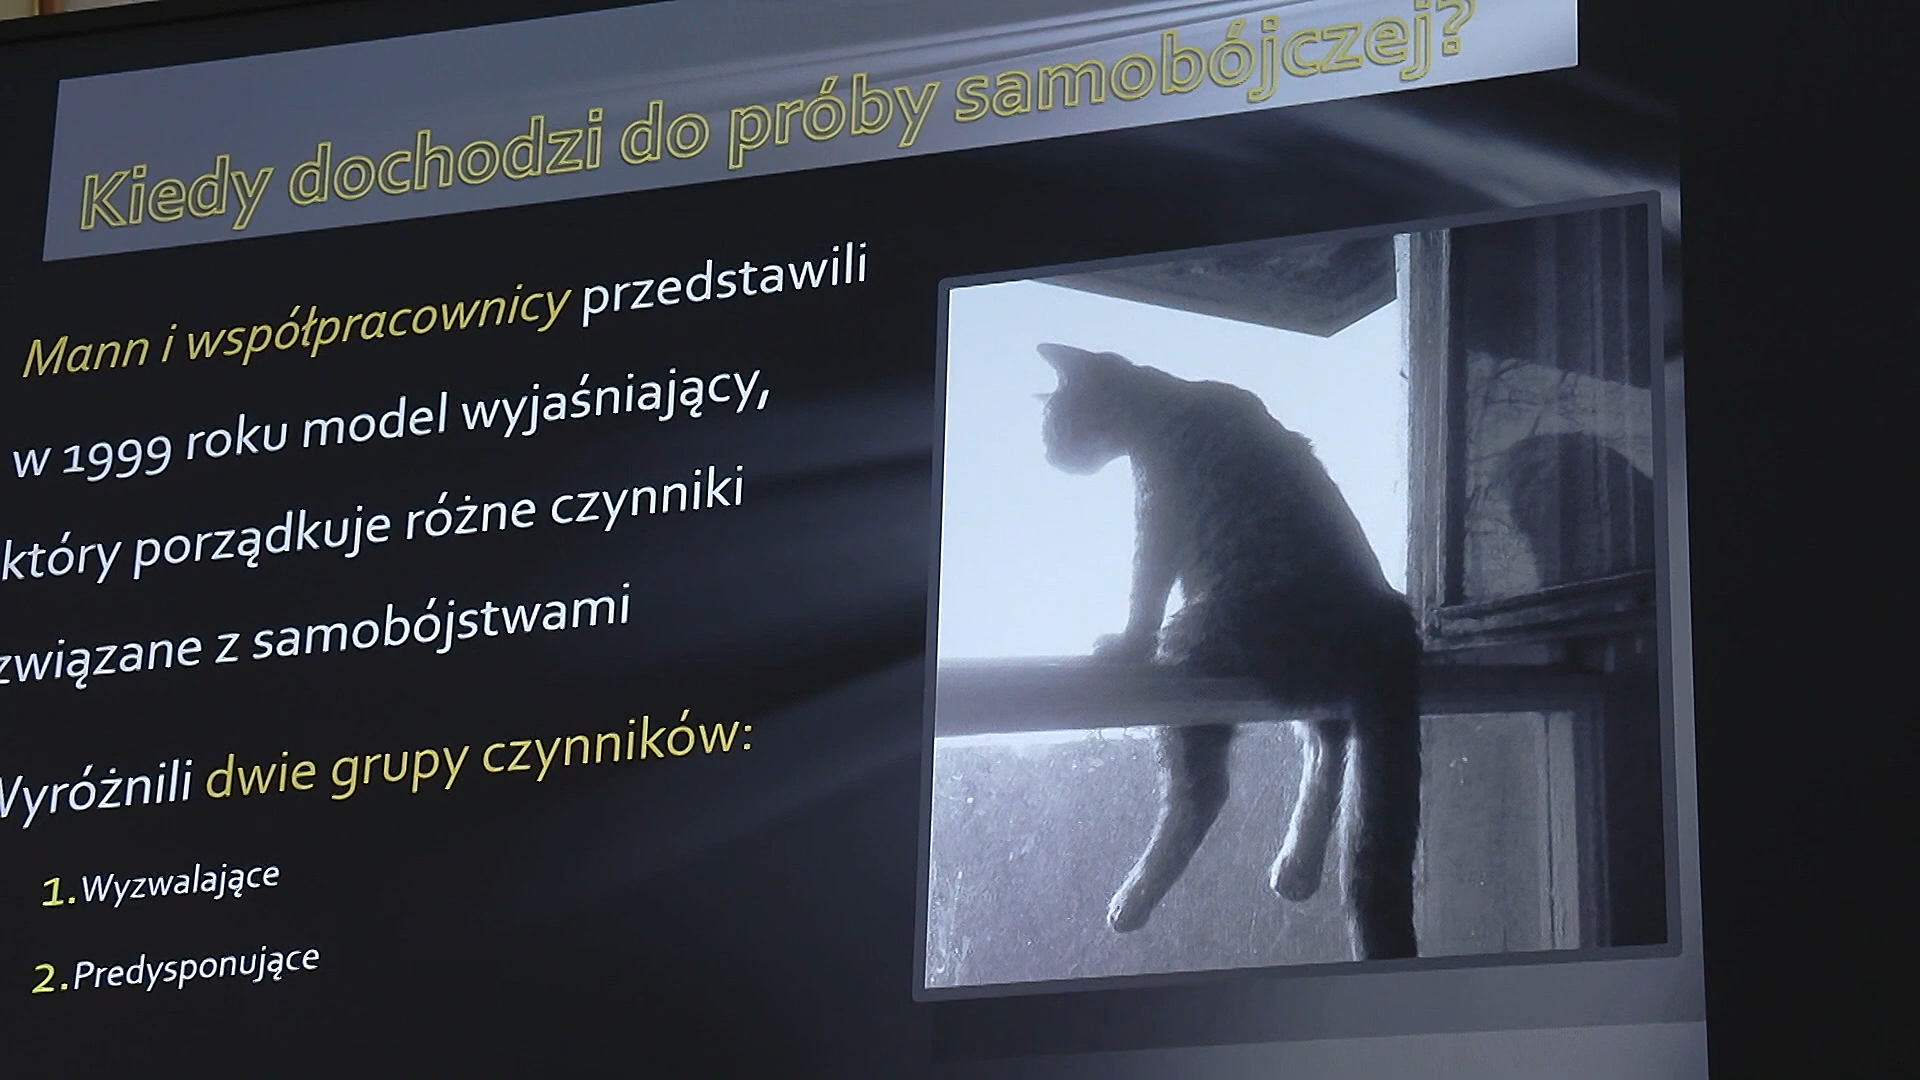 Kiedy dochodzi do próby samobójczej?
Mann i współpracownicy przedstawili
w 1999 roku model wyjaśniający,
który porządkuje różne czynniki
związane z samobójstwami
Wyróżnili dwie grupy czynników:
1. Wyzwalające
2. Predysponujące